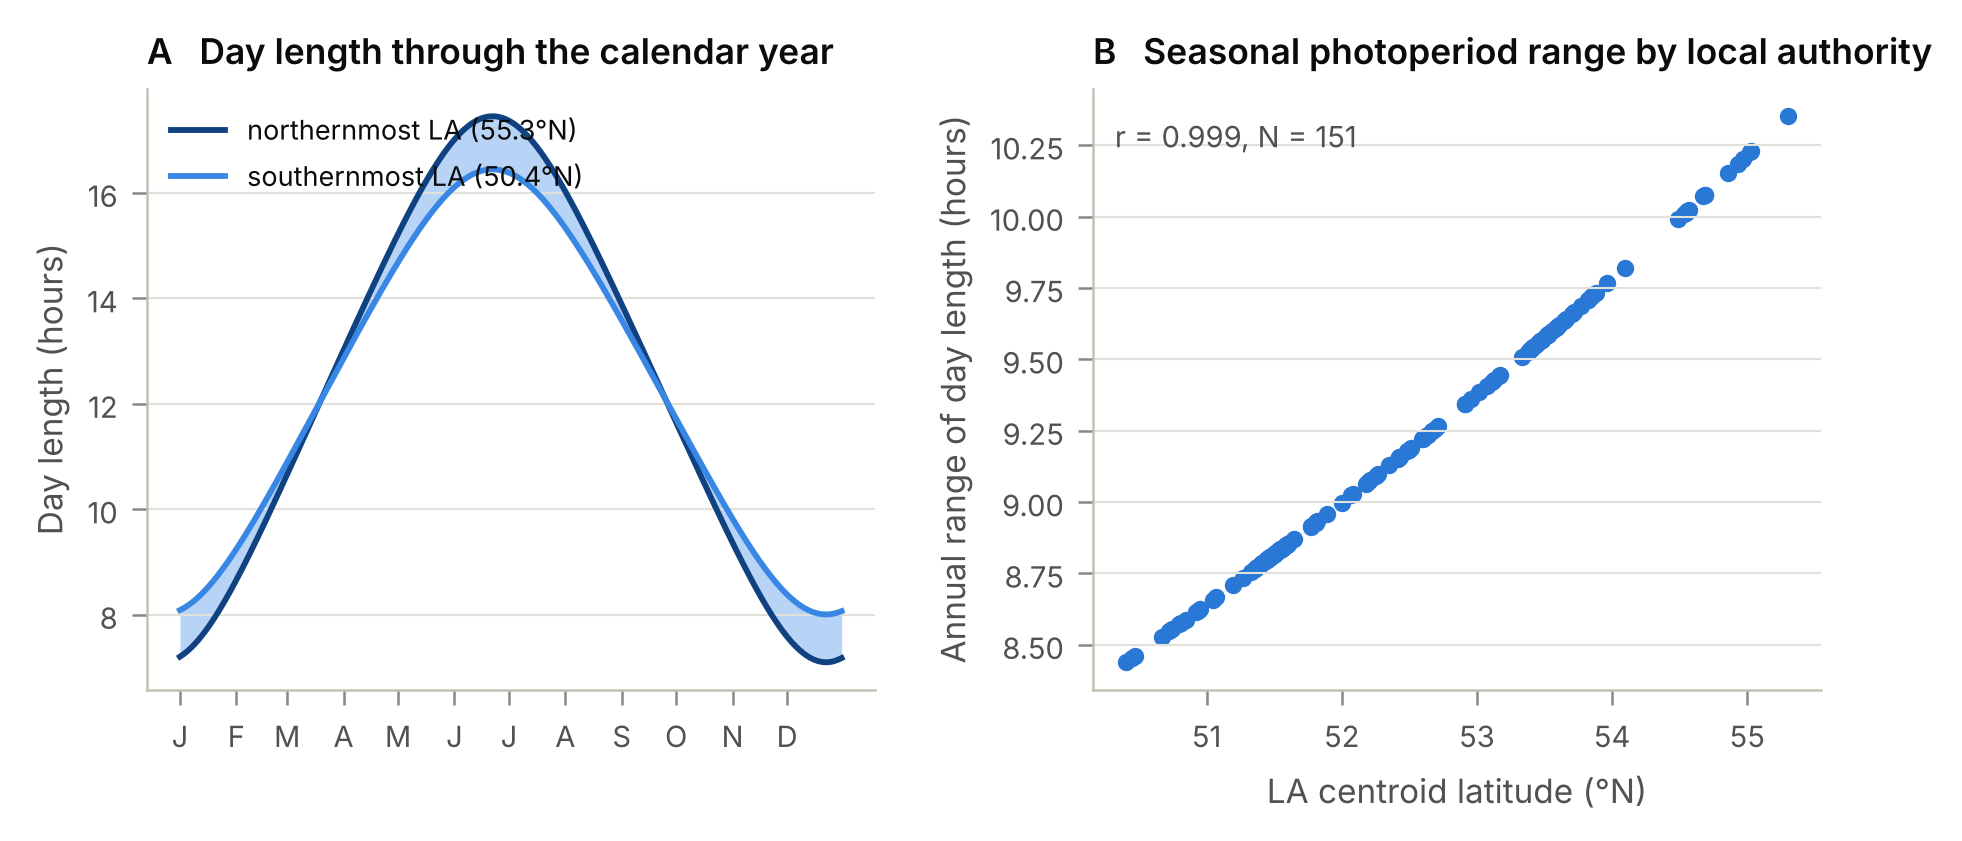 A Day length through the calendar year
northernmost LA (55.3°N)
southernmost LA (50.4°N)
Day length (hours)
16
14
12
10
8
J F M A M J J A S O N D
B Seasonal photoperiod range by local authority
r = 0.999, N = 151
Annual range of day length (hours)
10.25
10.00
9.75
9.50
9.25
9.00
8.75
8.50
51 52 53 54 55
LA centroid latitude (°N)